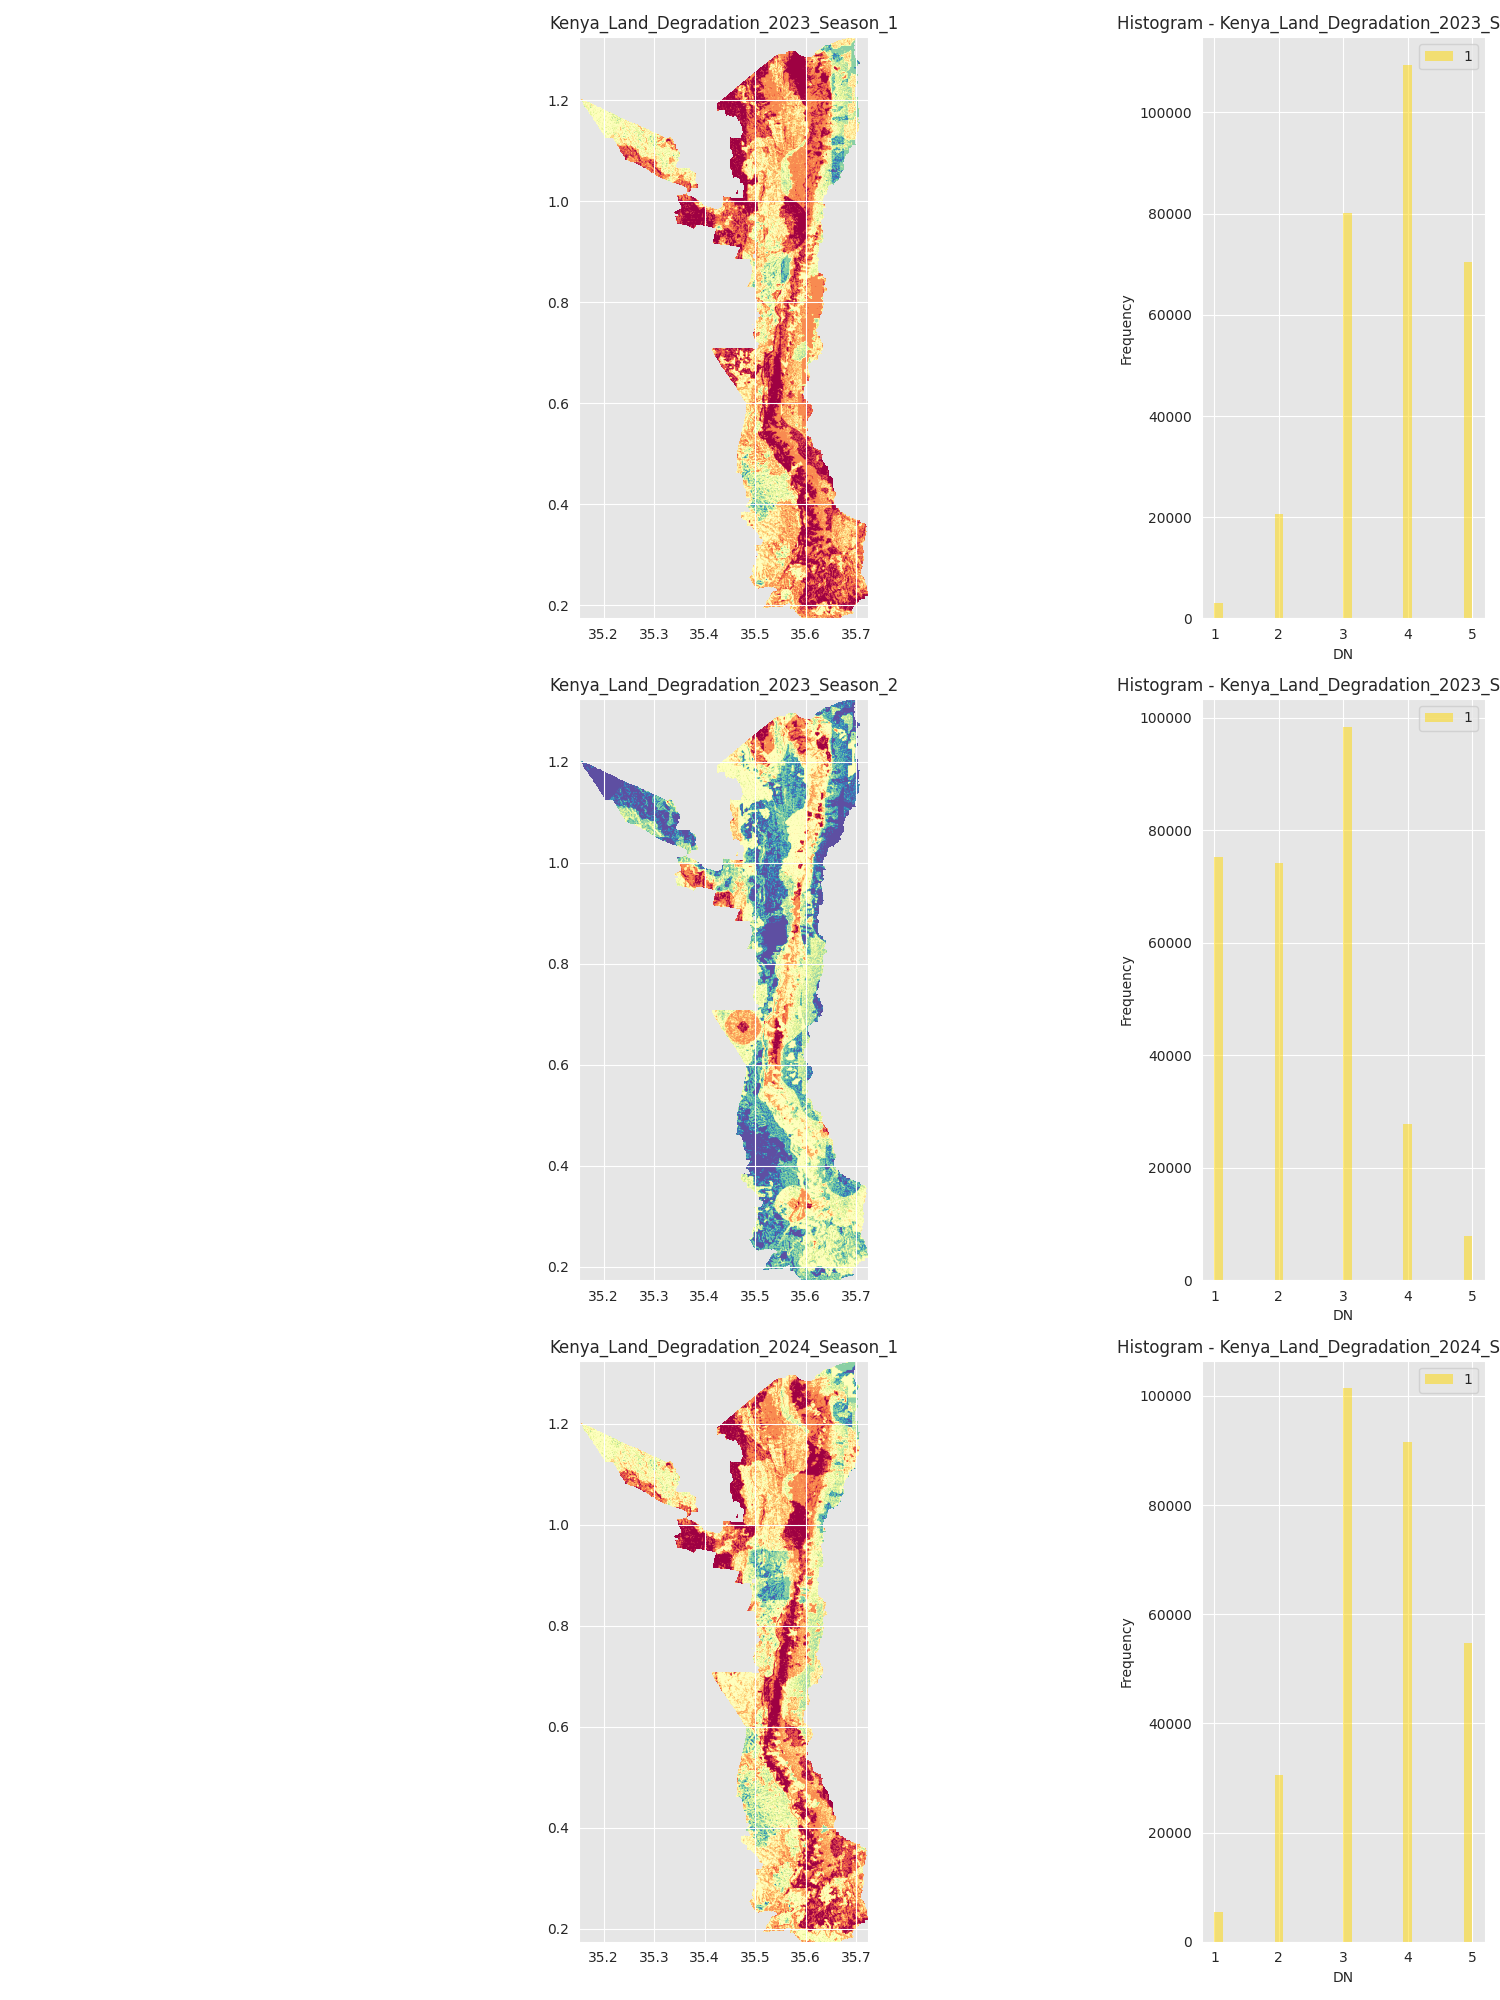 Kenya_Land_Degradation_2023_Season_1
1.2
1.0
0.8
0.6
0.4
0.2
35.2 35.3 35.4 35.5 35.6 35.7
Histogram - Kenya_Land_Degradation_2023_S
1
100000
80000
60000
40000
20000
0
Frequency
1 2 3 4 5
DN
Kenya_Land_Degradation_2023_Season_2
1.2
1.0
0.8
0.6
0.4
0.2
35.2 35.3 35.4 35.5 35.6 35.7
Histogram - Kenya_Land_Degradation_2023_S
1
100000
80000
60000
40000
20000
0
Frequency
1 2 3 4 5
DN
Kenya_Land_Degradation_2024_Season_1
1.2
1.0
0.8
0.6
0.4
0.2
35.2 35.3 35.4 35.5 35.6 35.7
Histogram - Kenya_Land_Degradation_2024_S
1
100000
80000
60000
40000
20000
0
Frequency
1 2 3 4 5
DN